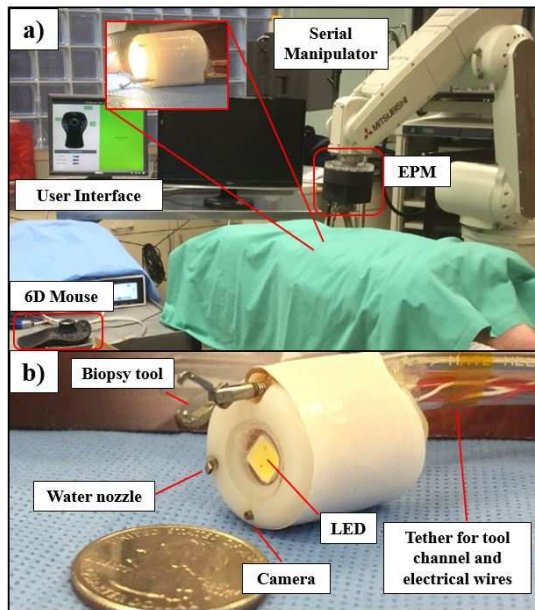 a)
Serial
Manipulator
MITSUBISHI
EPM
User Interface
6D Mouse
b)
Biopsy tool
Water nozzle
LED
Camera
Tether for tool
channel and
electrical wires